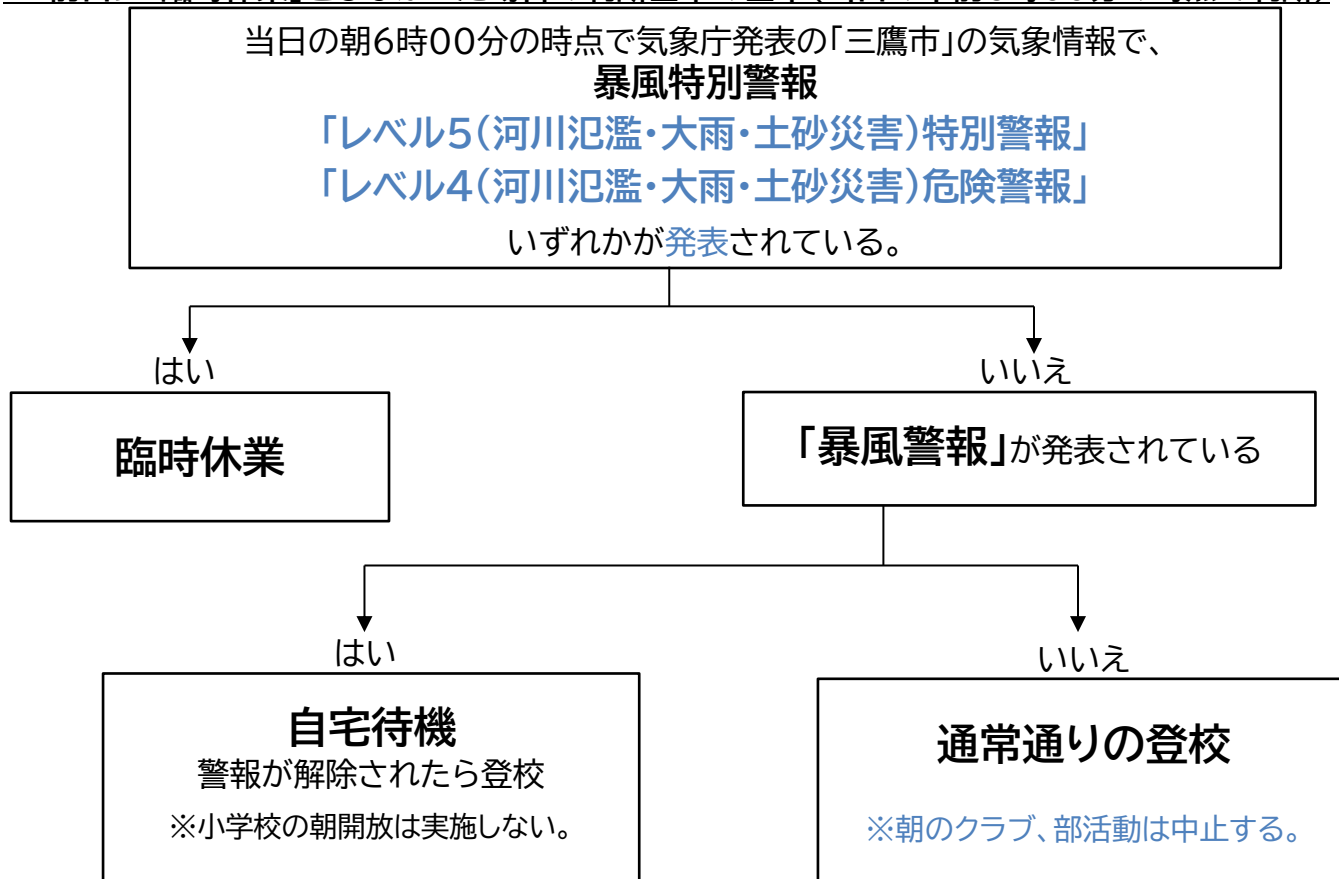 当日の朝6時00分の時点で気象庁発表の「三鷹市」の気象情報で、
暴風特別警報
「レベル5(河川氾濫・大雨・土砂災害)特別警報」
「レベル4(河川氾濫・大雨・土砂災害)危険警報」
いずれかが発表されている。
はい
いいえ
臨時休業
「暴風警報」が発表されている
はい
いいえ
自宅待機
警報が解除されたら登校
※小学校の朝開放は実施しない。
通常通りの登校
※朝のクラブ、部活動は中止する。